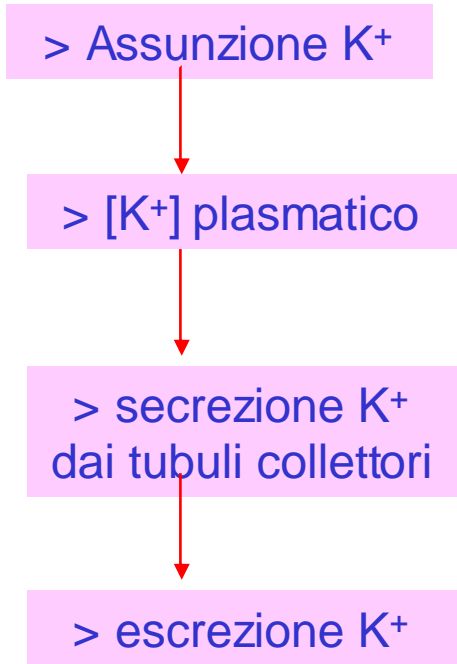 > Assunzione K⁺
> [K⁺] plasmatico
> secrezione K⁺
dai tubuli collettori
> escrezione K⁺